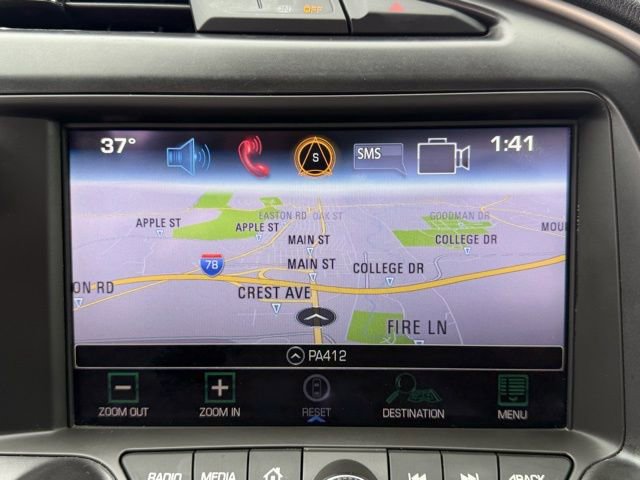 OFF
37° S SMS 1:41
EASTON RD OAK ST GOODMAN DR
APPLE ST APPLE ST MOU
MAIN ST COLLEGE DR
78 MAIN ST COLLEGE DR
ON RD CREST AVE
FIRE LN
PA412
ZOOM OUT ZOOM IN RESET DESTINATION MENU
RADIO MEDIA BACK